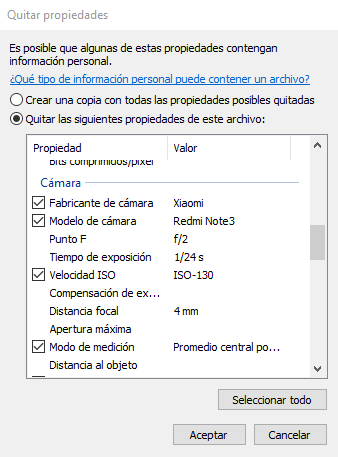 Quitar propiedades
Es posible que algunas de estas propiedades contengan
información personal.
¿Qué tipo de información personal puede contener un archivo?
Crear una copia con todas las propiedades posibles quitadas
Quitar las siguientes propiedades de este archivo:
Propiedad Valor
Bits comprimidos/píxel
Cámara
Fabricante de cámara Xiaomi
Modelo de cámara Redmi Note3
Punto F f/2
Tiempo de exposición 1/24 s
Velocidad ISO ISO-130
Compensación de ex...
Distancia focal 4 mm
Apertura máxima
Modo de medición Promedio central po...
Distancia al objeto
Seleccionar todo
Aceptar Cancelar